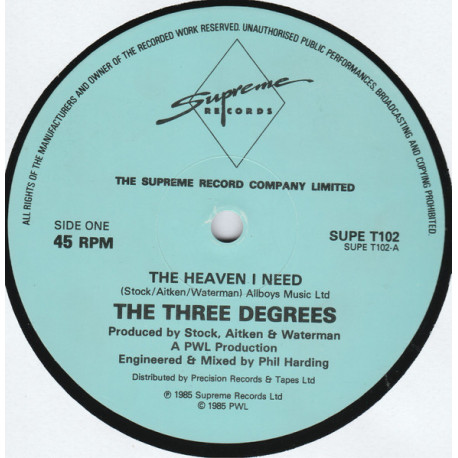 ALL RIGHTS OF THE MANUFACTURERS AND OWNER OF THE RECORDED WORK RESERVED. UNAUTHORISED PUBLIC PERFORMANCES, BROADCASTING AND COPYING PROHIBITED.
Supreme
RECORDS
THE SUPREME RECORD COMPANY LIMITED
SIDE ONE
45 RPM
SUPE T102
SUPE T102-A
THE HEAVEN I NEED
(Stock/Aitken/Waterman) Allboys Music Ltd
THE THREE DEGREES
Produced by Stock, Aitken & Waterman
A PWL Production
Engineered & Mixed by Phil Harding
Distributed by Precision Records & Tapes Ltd
℗ 1985 Supreme Records Ltd
© 1985 PWL